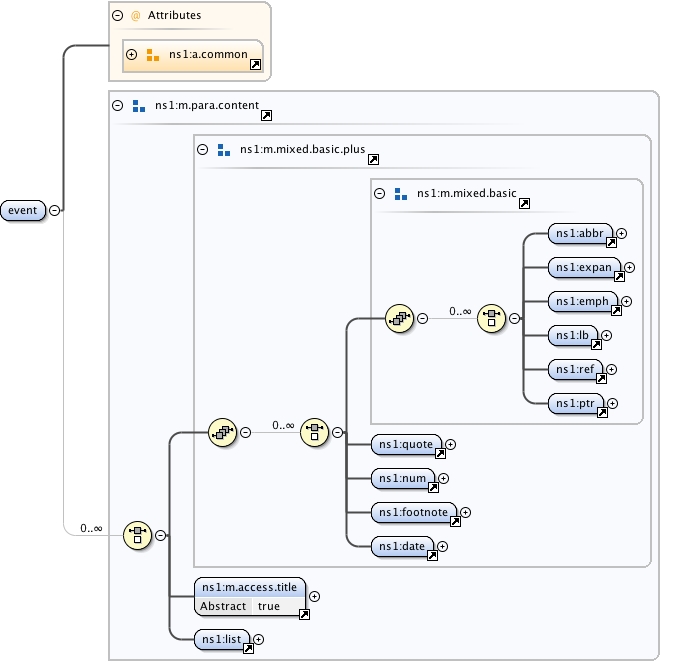 @ Attributes
ns1:a.common
ns1:m.para.content
ns1:m.mixed.basic.plus
ns1:m.mixed.basic
event
ns1:abbr
ns1:expan
ns1:emph
0..∞
ns1:lb
ns1:ref
ns1:ptr
0..∞
ns1:quote
ns1:num
ns1:footnote
0..∞
ns1:date
ns1:m.access.title
Abstract true
ns1:list